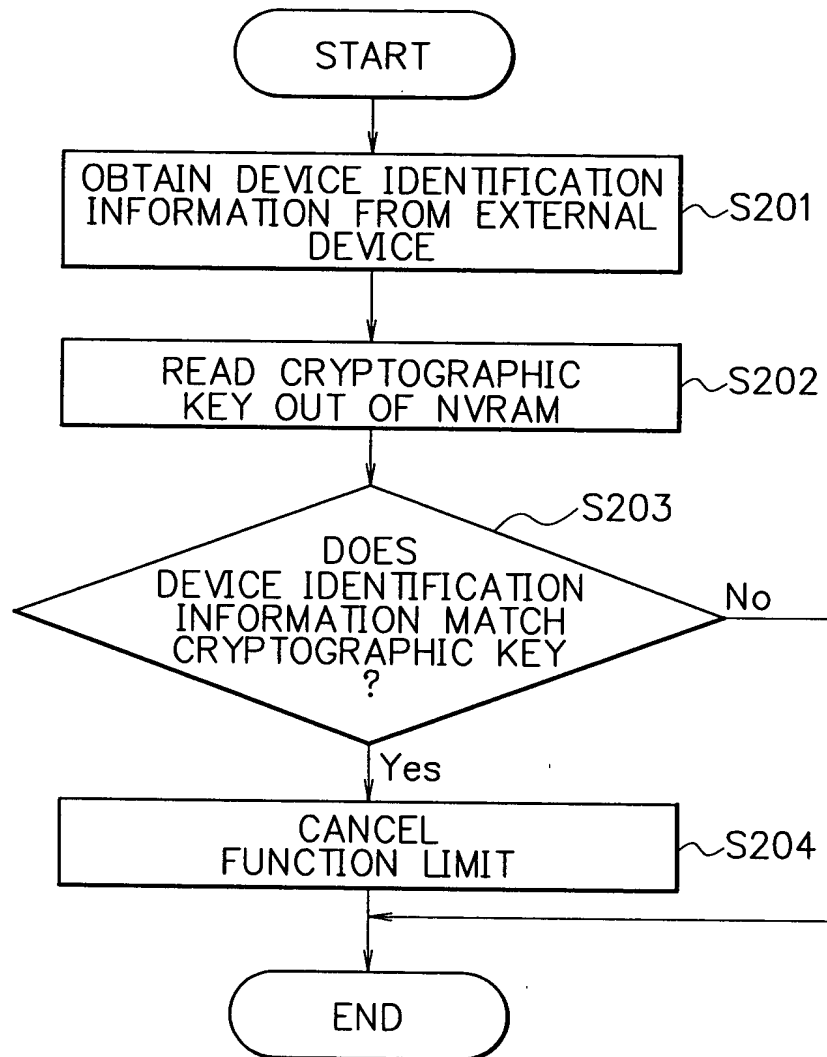 START
OBTAIN DEVICE IDENTIFICATION
INFORMATION FROM EXTERNAL
DEVICE
S201
READ CRYPTOGRAPHIC
KEY OUT OF NVRAM
S202
S203
DOES
DEVICE IDENTIFICATION
INFORMATION MATCH
CRYPTOGRAPHIC KEY
?
No
Yes
CANCEL
FUNCTION LIMIT
S204
END